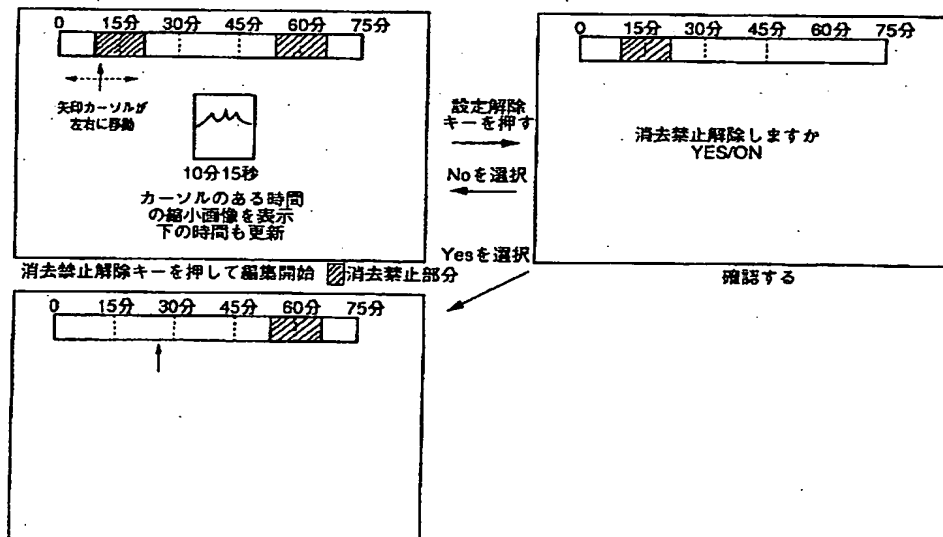 0 15分 30分 45分 60分 75分
矢印カーソルが
左右に移動
10分15秒
カーソルのある時間
の縮小画像を表示
下の時間も更新
消去禁止解除キーを押して編集開始 消去禁止部分
設定解除
キーを押す
Noを選択
Yesを選択
0 15分 30分 45分 60分 75分
消去禁止解除しますか
YES/ON
確認する
0 15分 30分 45分 60分 75分